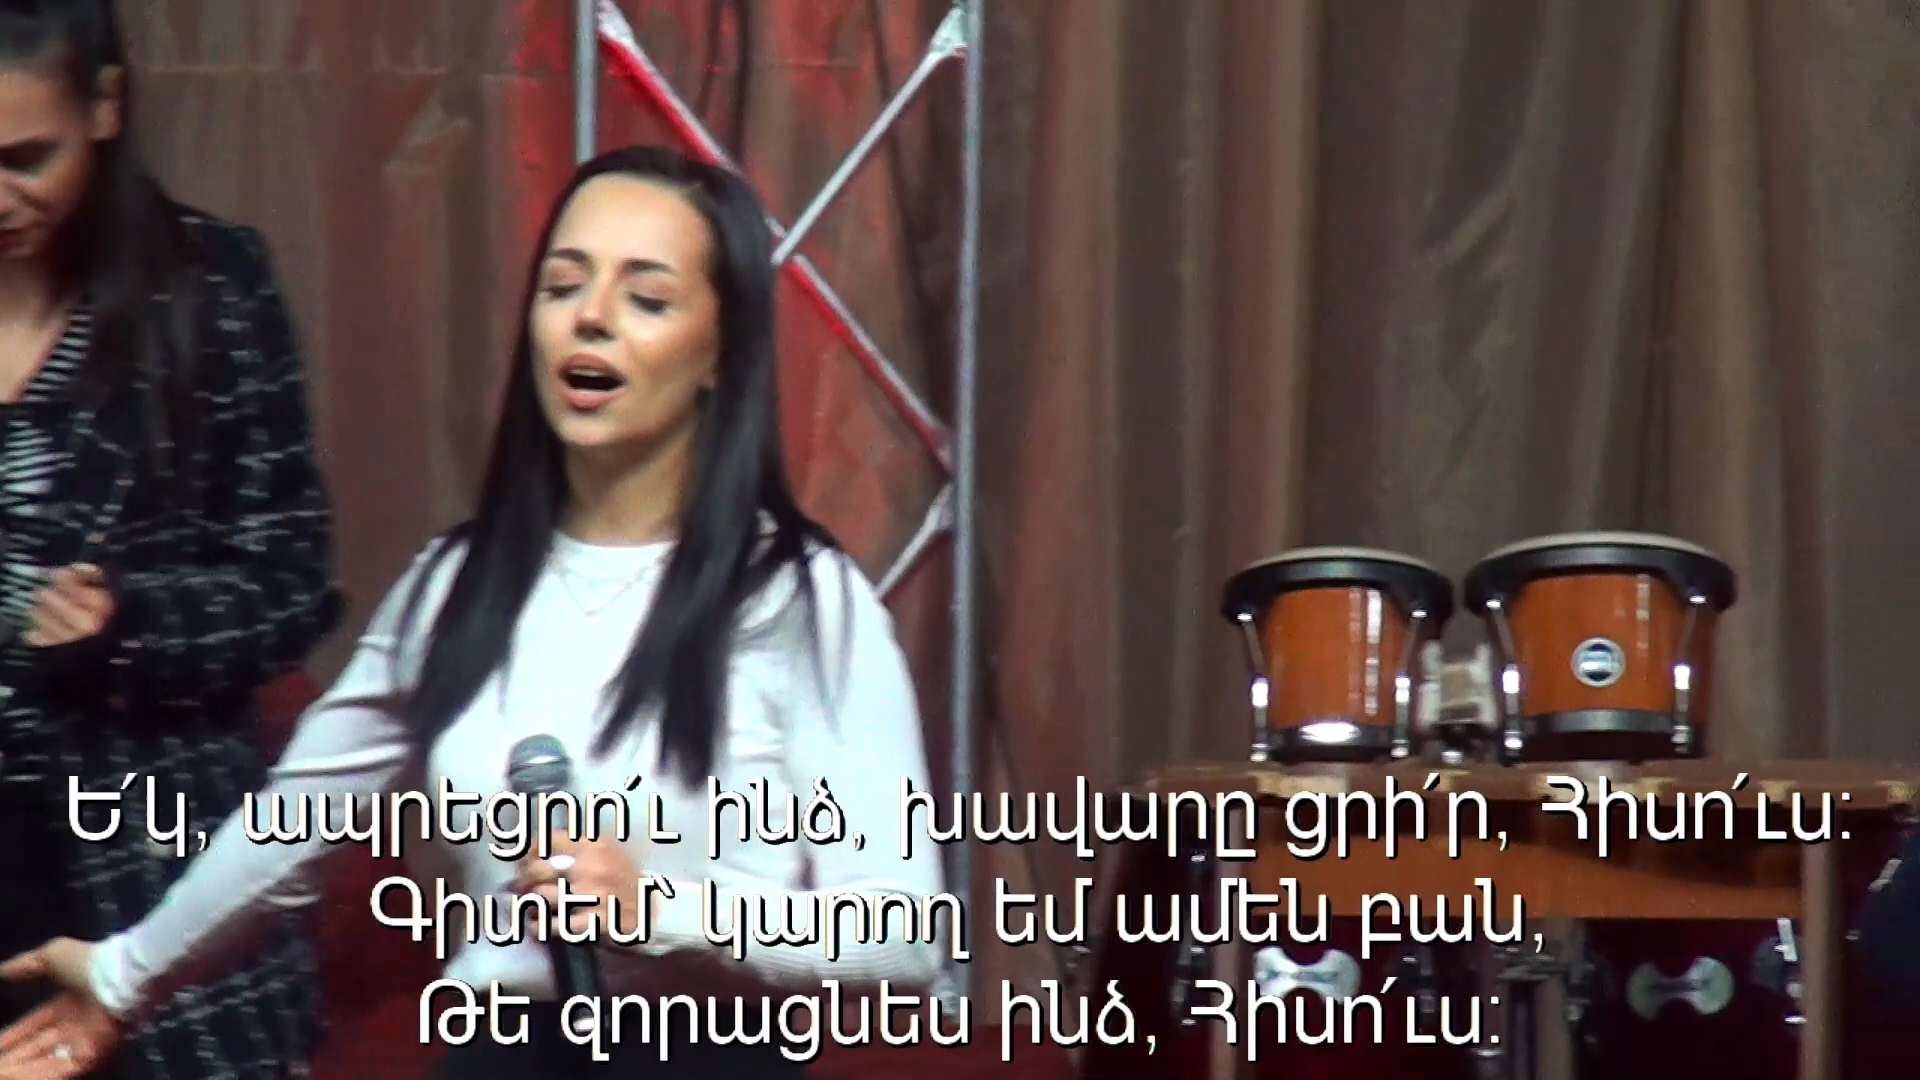 Ե՛կ, ապրեցրո՛ւ ինձ, խավարը ցրի՛ր, Հիսո՛ւս:
Գիտեմ՝ կարող եմ ամեն բան,
Թե զորացնես ինձ, Հիսո՛ւս: